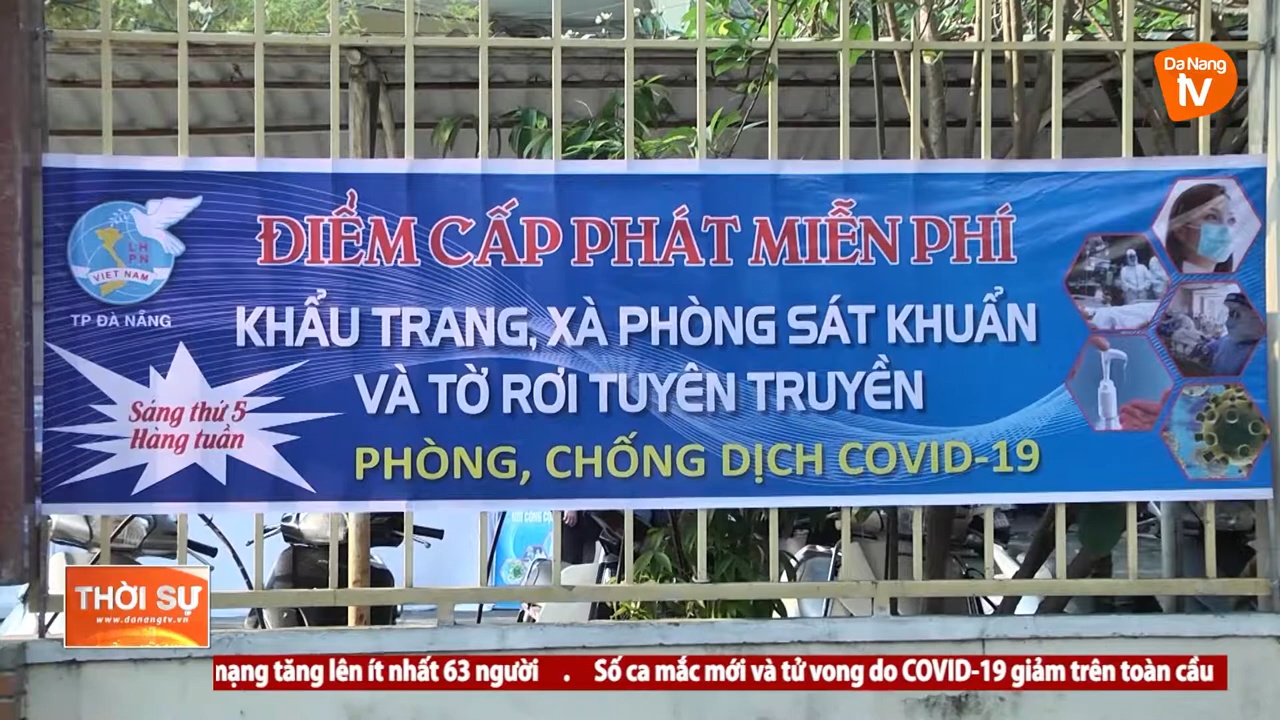 Da Nang
tv
LH
PN
VIET NAM
TP ĐÀ NẴNG
ĐIỂM CẤP PHÁT MIỄN PHÍ
KHẨU TRANG, XÀ PHÒNG SÁT KHUẨN
VÀ TỜ RƠI TUYÊN TRUYỀN
PHÒNG, CHỐNG DỊCH COVID-19
Sáng thứ 5
Hàng tuần
THỜI SỰ
www.danangtv.vn
nạng tăng lên ít nhất 63 người . Số ca mắc mới và tử vong do COVID-19 giảm trên toàn cầu